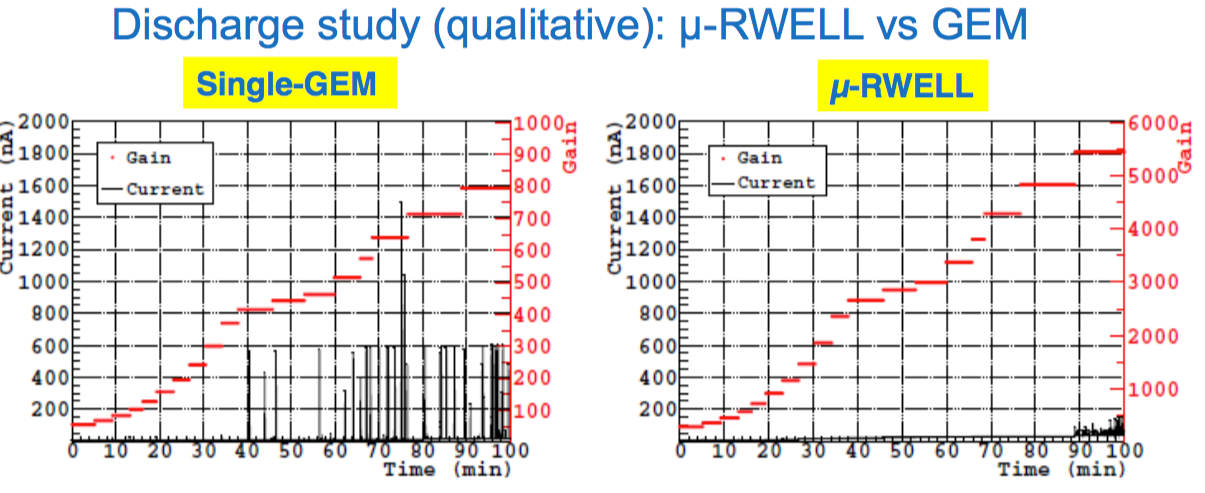 Discharge study (qualitative): μ-RWELL vs GEM
Single-GEM
Current (nA)
2000
1800
1600
1400
1200
1000
800
600
400
200
Gain
Current
1000
900
800
700
600
500
400
300
200
100
0
Gain
0 10 20 30 40 50 60 70 80 90 100
Time (min)
μ-RWELL
Current (nA)
2000
1800
1600
1400
1200
1000
800
600
400
200
Gain
Current
6000
5000
4000
3000
2000
1000
0
Gain
0 10 20 30 40 50 60 70 80 90 100
Time (min)